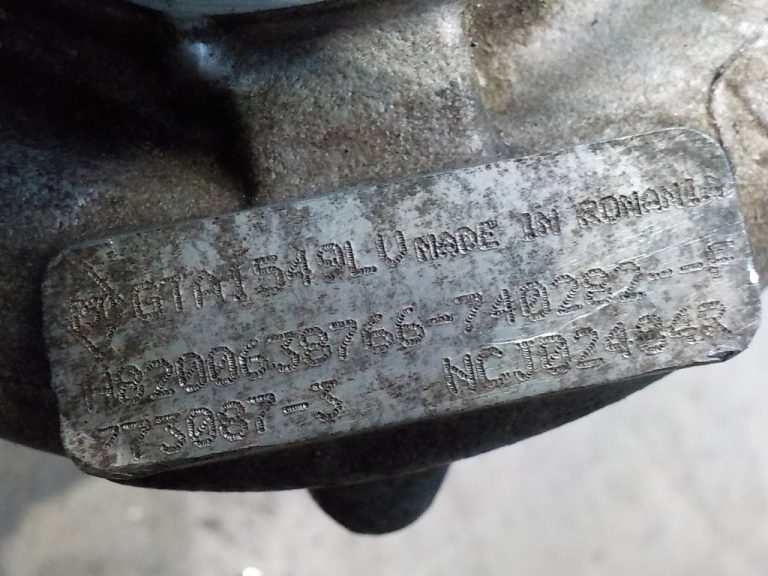 GTA1549LV MADE IN ROMANIA
H8200638766-740282--F
773087-3 NCJ02484R